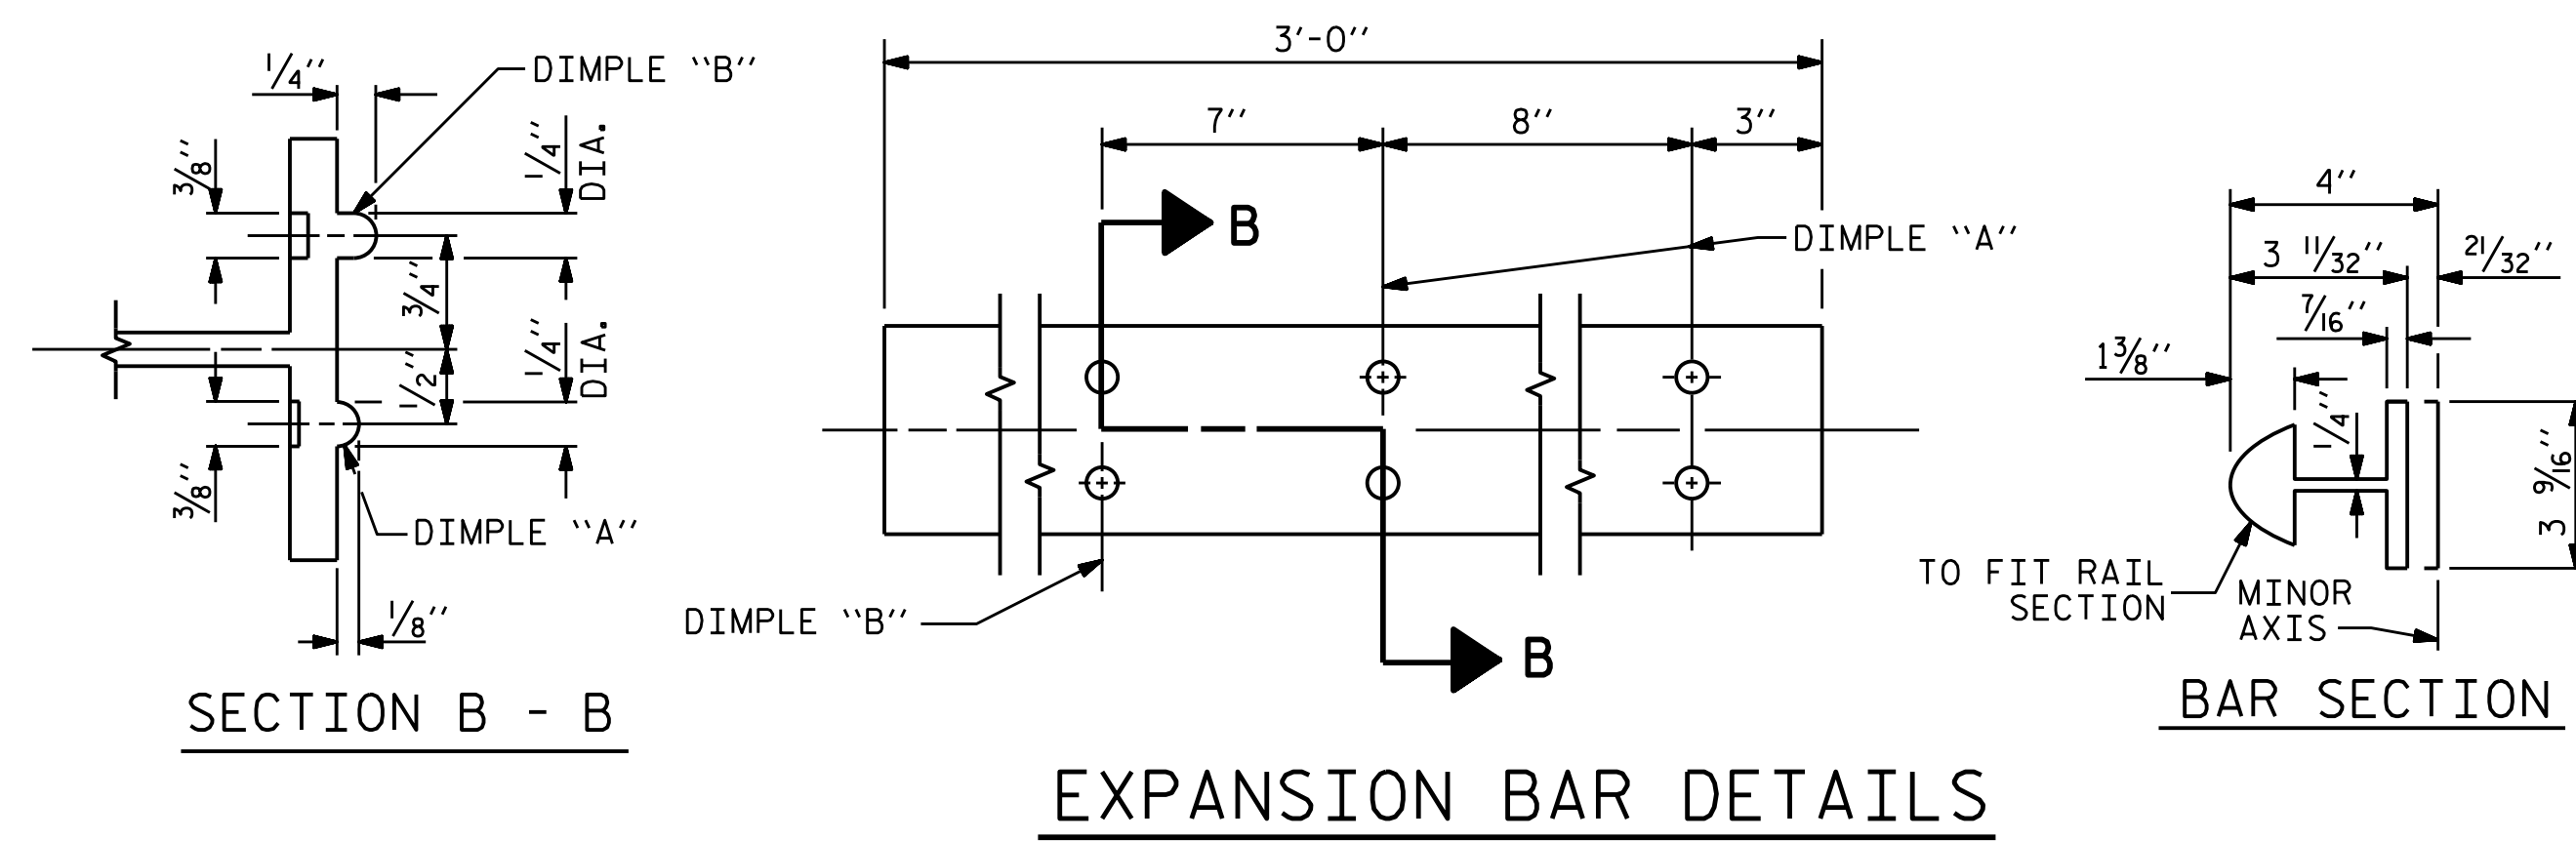 1/4"
DIMPLE "B"
3/8"
1/4" DIA.
3/4"
1/2"
1/4" DIA.
3/8"
DIMPLE "A"
1/8"
SECTION B - B
3'-0"
7"
8"
3"
B
DIMPLE "A"
DIMPLE "B"
B
EXPANSION BAR DETAILS
4"
3 11/32"
21/32"
7/16"
1 3/8"
1/4"
3 9/16"
TO FIT RAIL
SECTION
MINOR
AXIS
BAR SECTION